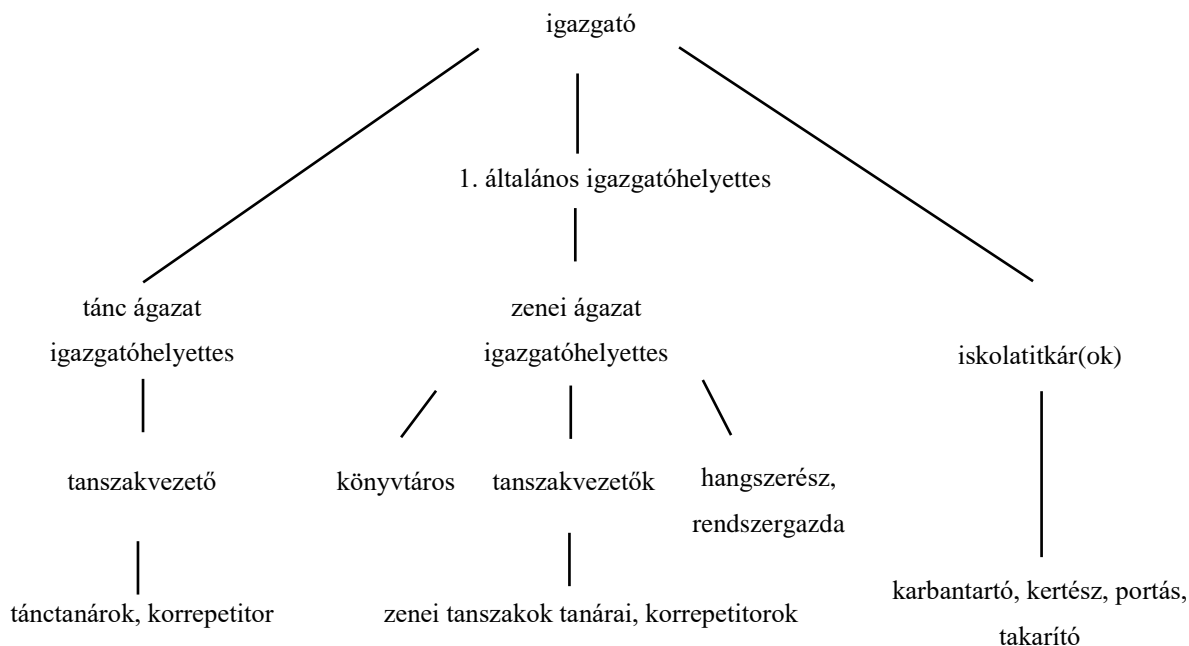 igazgató
1. általános igazgatóhelyettes
tánc ágazat
igazgatóhelyettes
zenei ágazat
igazgatóhelyettes
iskolatitkár(ok)
tanszakvezető
könyvtáros
tanszakvezetők
hangszerész,
rendszergazda
tánctanárok, korrepetitor
zenei tanszakok tanárai, korrepetitorok
karbantartó, kertész, portás,
takarító